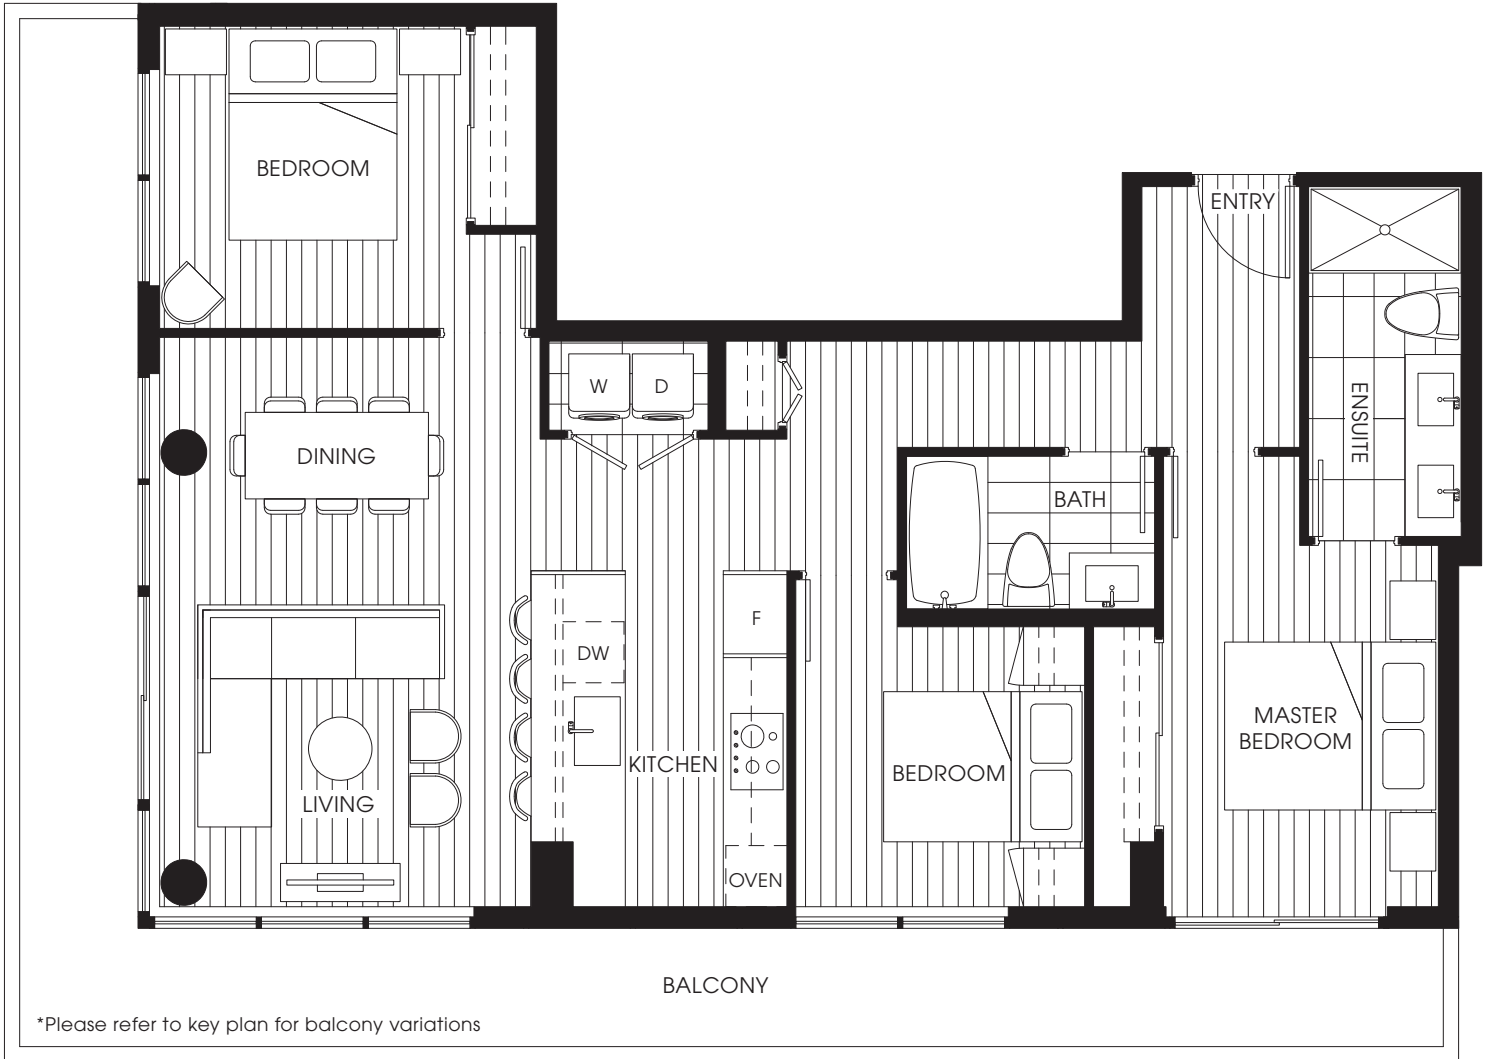 BEDROOM
ENTRY
W
D
ENSUITE
DINING
BATH
F
DW
MASTER
BEDROOM
KITCHEN
BEDROOM
LIVING
OVEN
BALCONY
*Please refer to key plan for balcony variations